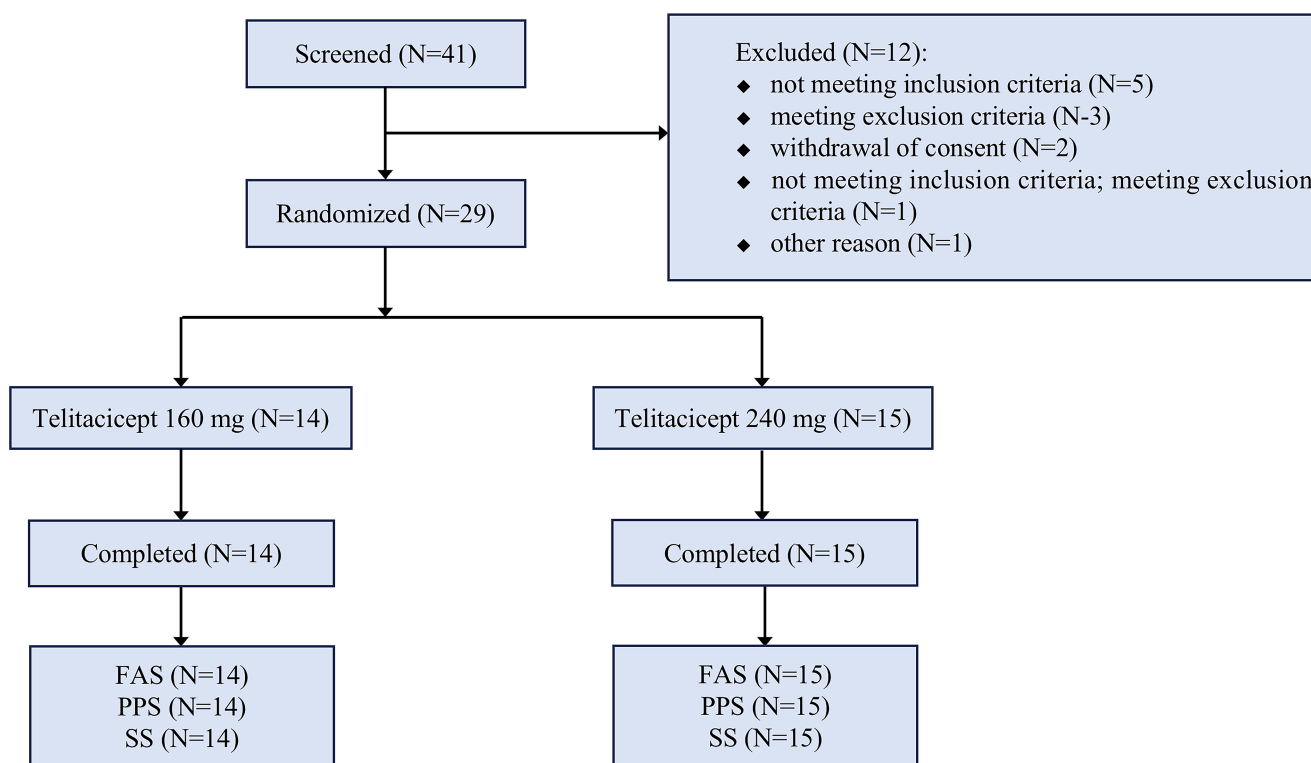 Screened (N=41)
Excluded (N=12):
◆ not meeting inclusion criteria (N=5)
◆ meeting exclusion criteria (N-3)
◆ withdrawal of consent (N=2)
◆ not meeting inclusion criteria; meeting exclusion
criteria (N=1)
◆ other reason (N=1)
Randomized (N=29)
Telitacicept 160 mg (N=14)
Telitacicept 240 mg (N=15)
Completed (N=14)
Completed (N=15)
FAS (N=14)
PPS (N=14)
SS (N=14)
FAS (N=15)
PPS (N=15)
SS (N=15)